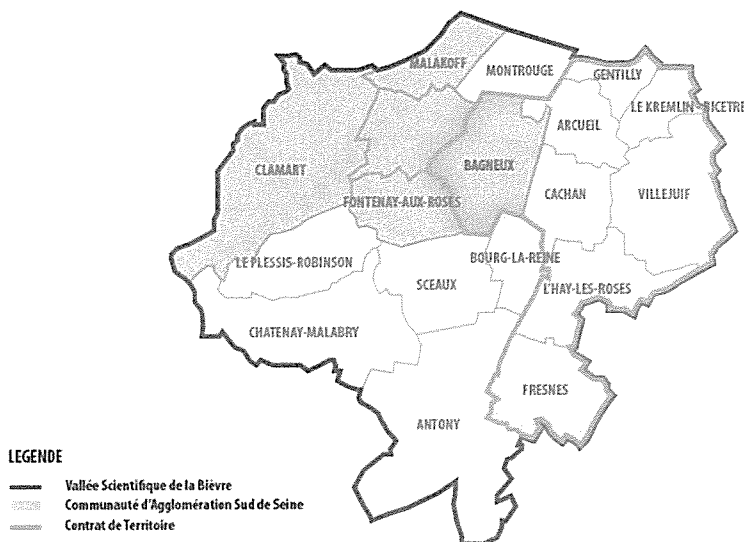 MALAKOFF
MONTROUGE
GENTILLY
LE KREMLIN-BICETRE
ARCUEIL
CLAMART
BAGNEUX
CACHAN
VILLEJUIF
FONTENAY-AUX-ROSES
LE PLESSIS-ROBINSON
BOURG-LA-REINE
SCEAUX
L'HAY-LES-ROSES
CHATENAY-MALABRY
FRESNES
ANTONY
LEGENDE
Vallée Scientifique de la Bièvre
Communauté d'Agglomération Sud de Seine
Contrat de Territoire